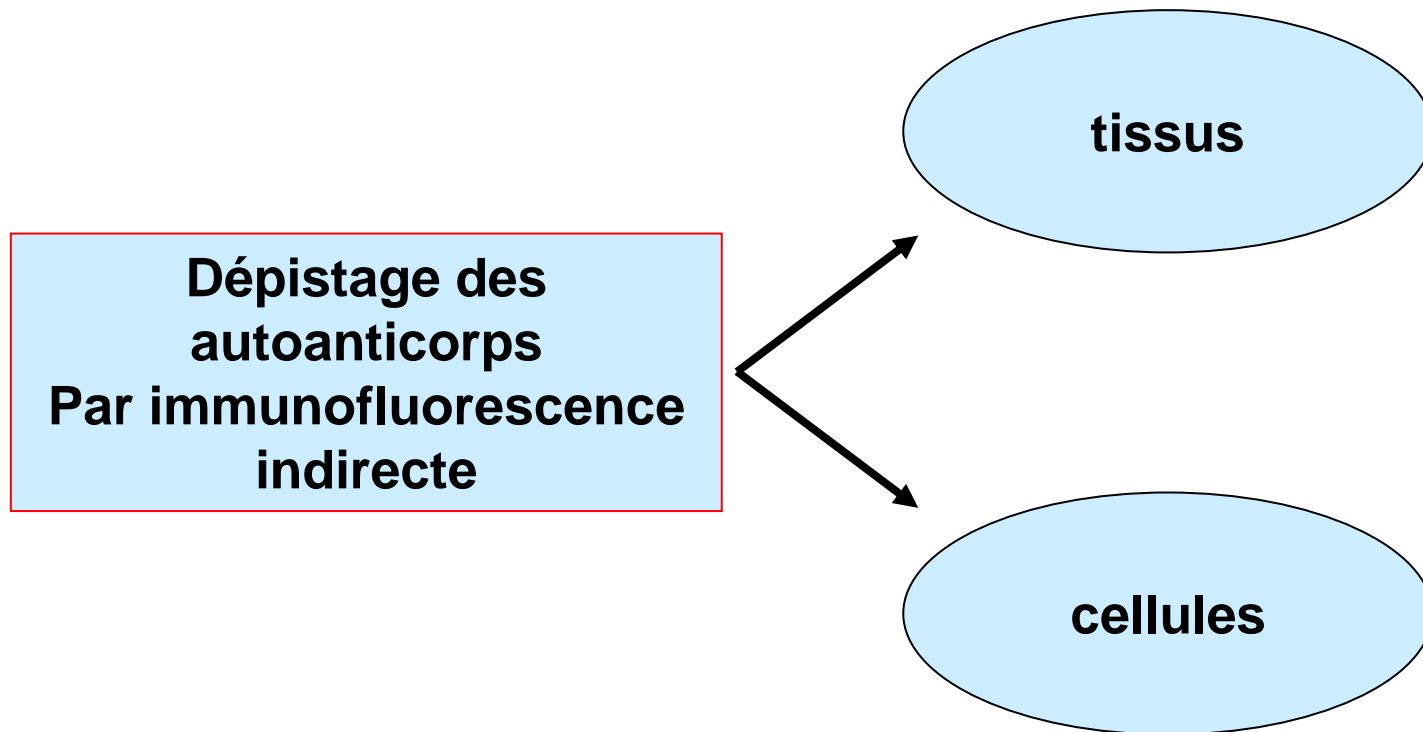 tissus
Dépistage des
autoanticorps
Par immunofluorescence
indirecte
cellules